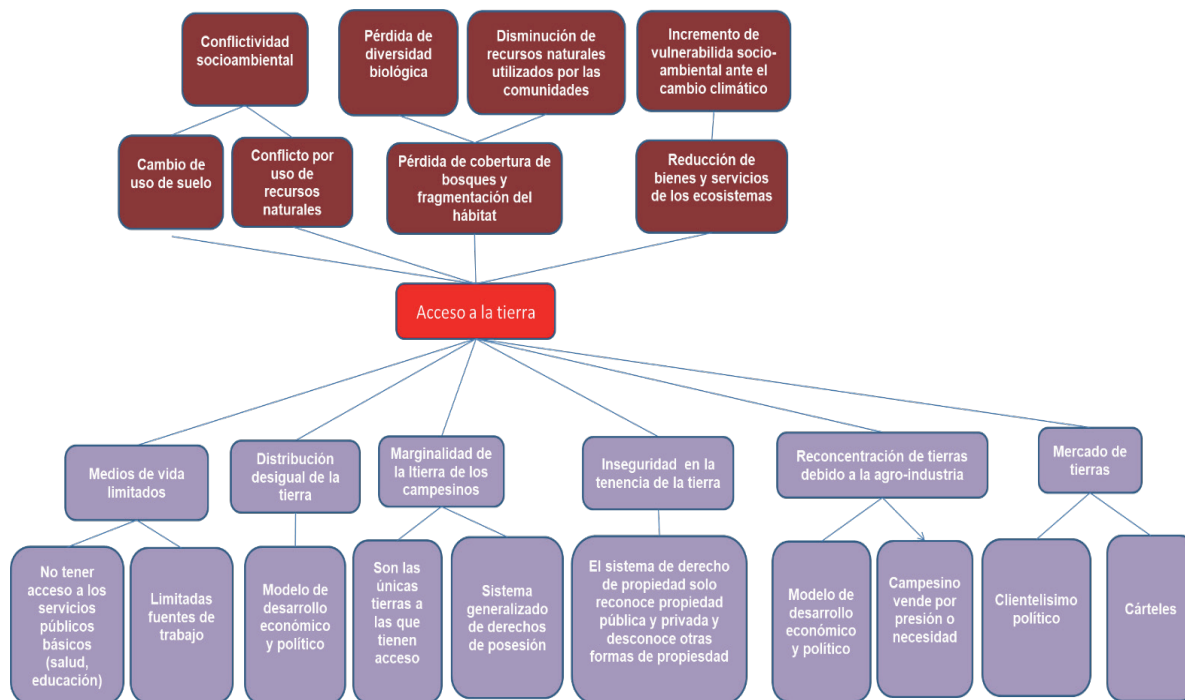 Conflictividad
socioambiental
Pérdida de
diversidad
biológica
Disminución de
recursos naturales
utilizados por las
comunidades
Incremento de
vulnerabilida socio-
ambiental ante el
cambio climático
Cambio de
uso de suelo
Conflicto por
uso de
recursos
naturales
Pérdida de cobertura de
bosques y
fragmentación del
hábitat
Reducción de
bienes y servicios
de los ecosistemas
Acceso a la tierra
Medios de vida
limitados
Distribución
desigual de la
tierra
Marginalidad de
la ltierra de los
campesinos
Inseguridad en la
tenencia de la tierra
Reconcentración de tierras
debido a la agro-industria
Mercado de
tierras
No tener
acceso a los
servicios
públicos
básicos
(salud,
educación)
Limitadas
fuentes de
trabajo
Modelo de
desarrollo
económico y
político
Son las
únicas
tierras a
las que
tienen
acceso
Sistema
generalizado
de derechos
de posesión
El sistema de derecho
de propiedad solo
reconoce propiedad
pública y privada y
desconoce otras
formas de propiesdad
Modelo de
desarrollo
económico
y político
Campesino
vende por
presión o
necesidad
Clientelisimo
político
Cárteles